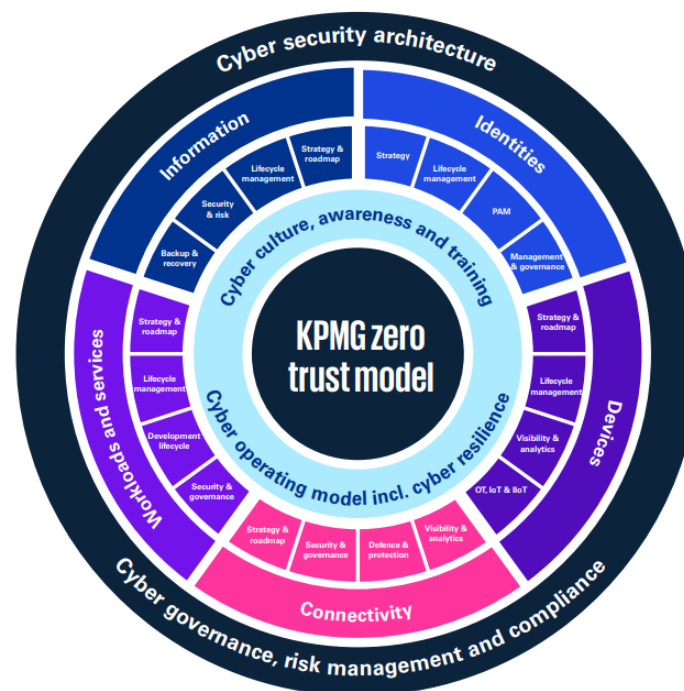 Cyber security architecture
Information
Identities
Strategy &
roadmap
Lifecycle
management
Security
& risk
Backup &
recovery
Strategy
Lifecycle
management
PAM
Management
& governance
Cyber culture, awareness and training
KPMG zero
trust model
Cyber operating model incl. cyber resilience
Devices
Strategy &
roadmap
Lifecycle
management
Visibility &
analytics
OT, IoT & IIoT
Workloads and services
Strategy &
roadmap
Lifecycle
management
Development
lifecycle
Security &
governance
Strategy &
roadmap
Security &
governance
Defence &
protection
Visibility &
analytics
Connectivity
Cyber governance, risk management and compliance